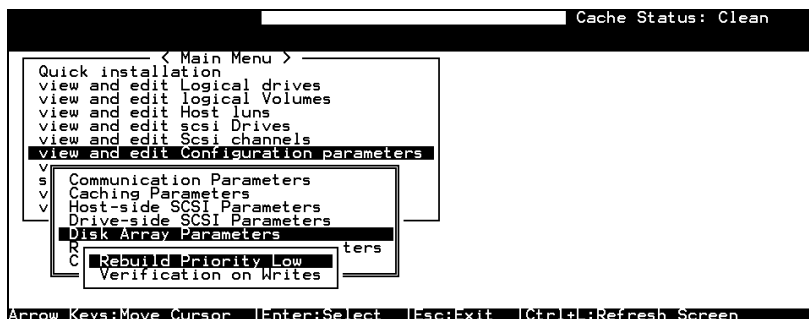 Cache Status: Clean
< Main Menu >
Quick installation
view and edit Logical drives
view and edit logical Volumes
view and edit Host luns
view and edit scsi Drives
view and edit Scsi channels
view and edit Configuration parameters
v
s Communication Parameters
v Caching Parameters
v Host-side SCSI Parameters
Drive-side SCSI Parameters
Disk Array Parameters
R ters
C Rebuild Priority Low
Verification on Writes
Arrow Keys:Move Cursor |Enter:Select |Esc:Exit |Ctrl+L:Refresh Screen